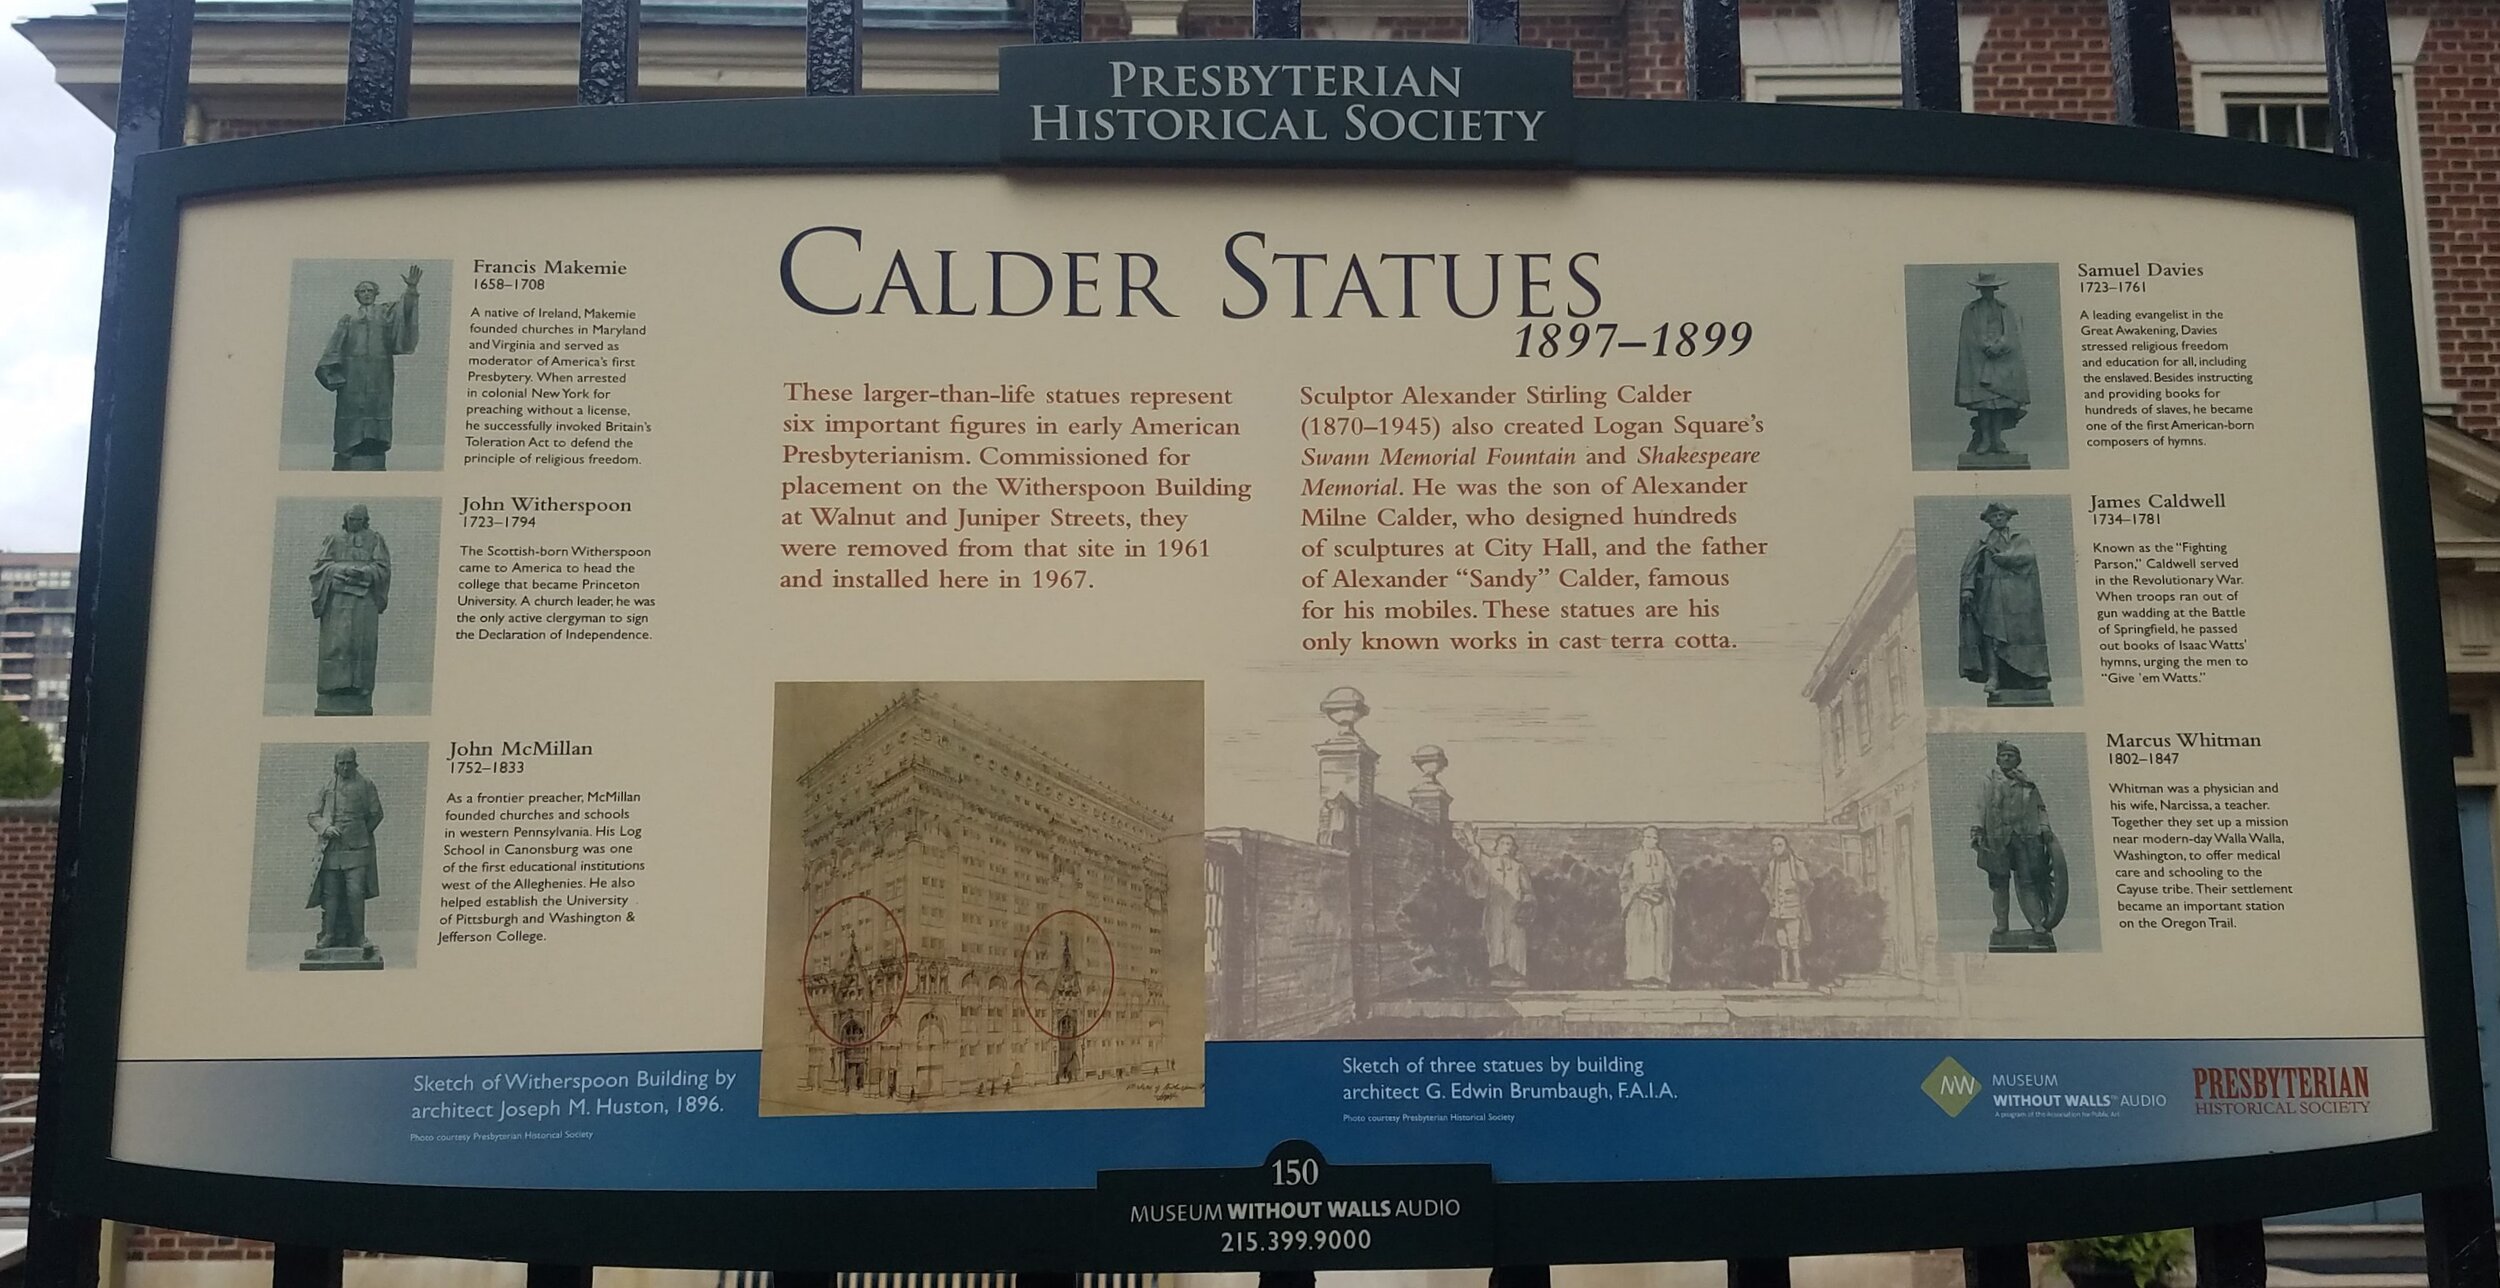 PRESBYTERIAN
HISTORICAL SOCIETY
CALDER STATUES
1897–1899
Francis Makemie
1658–1708
A native of Ireland, Makemie
founded churches in Maryland
and Virginia and served as
moderator of America's first
Presbytery. When arrested
in colonial New York for
preaching without a license,
he successfully invoked Britain's
Toleration Act to defend the
principle of religious freedom.
John Witherspoon
1723–1794
The Scottish-born Witherspoon
came to America to head the
college that became Princeton
University. A church leader, he was
the only active clergyman to sign
the Declaration of Independence.
John McMillan
1752–1833
As a frontier preacher, McMillan
founded churches and schools
in western Pennsylvania. His Log
School in Canonsburg was one
of the first educational institutions
west of the Alleghenies. He also
helped establish the University
of Pittsburgh and Washington &
Jefferson College.
These larger-than-life statues represent
six important figures in early American
Presbyterianism. Commissioned for
placement on the Witherspoon Building
at Walnut and Juniper Streets, they
were removed from that site in 1961
and installed here in 1967.
Sculptor Alexander Stirling Calder
(1870–1945) also created Logan Square's
Swann Memorial Fountain and Shakespeare
Memorial. He was the son of Alexander
Milne Calder, who designed hundreds
of sculptures at City Hall, and the father
of Alexander "Sandy" Calder, famous
for his mobiles. These statues are his
only known works in cast terra cotta.
Samuel Davies
1723–1761
A leading evangelist in the
Great Awakening, Davies
stressed religious freedom
and education for all, including
the enslaved. Besides instructing
and providing books for
hundreds of slaves, he became
one of the first American-born
composers of hymns.
James Caldwell
1734–1781
Known as the "Fighting
Parson," Caldwell served
in the Revolutionary War.
When troops ran out of
gun wadding at the Battle
of Springfield, he passed
out books of Isaac Watts'
hymns, urging the men to
"Give 'em Watts."
Marcus Whitman
1802–1847
Whitman was a physician and
his wife, Narcissa, a teacher.
Together they set up a mission
near modern-day Walla Walla,
Washington, to offer medical
care and schooling to the
Cayuse tribe. Their settlement
became an important station
on the Oregon Trail.
Sketch of Witherspoon Building by
architect Joseph M. Huston, 1896.
Photo courtesy Presbyterian Historical Society
Sketch of three statues by building
architect G. Edwin Brumbaugh, F.A.I.A.
Photo courtesy Presbyterian Historical Society
MUSEUM
WITHOUT WALLS™ AUDIO
A program of the Association for Public Art
PRESBYTERIAN
HISTORICAL SOCIETY
150
MUSEUM WITHOUT WALLS AUDIO
215.399.9000